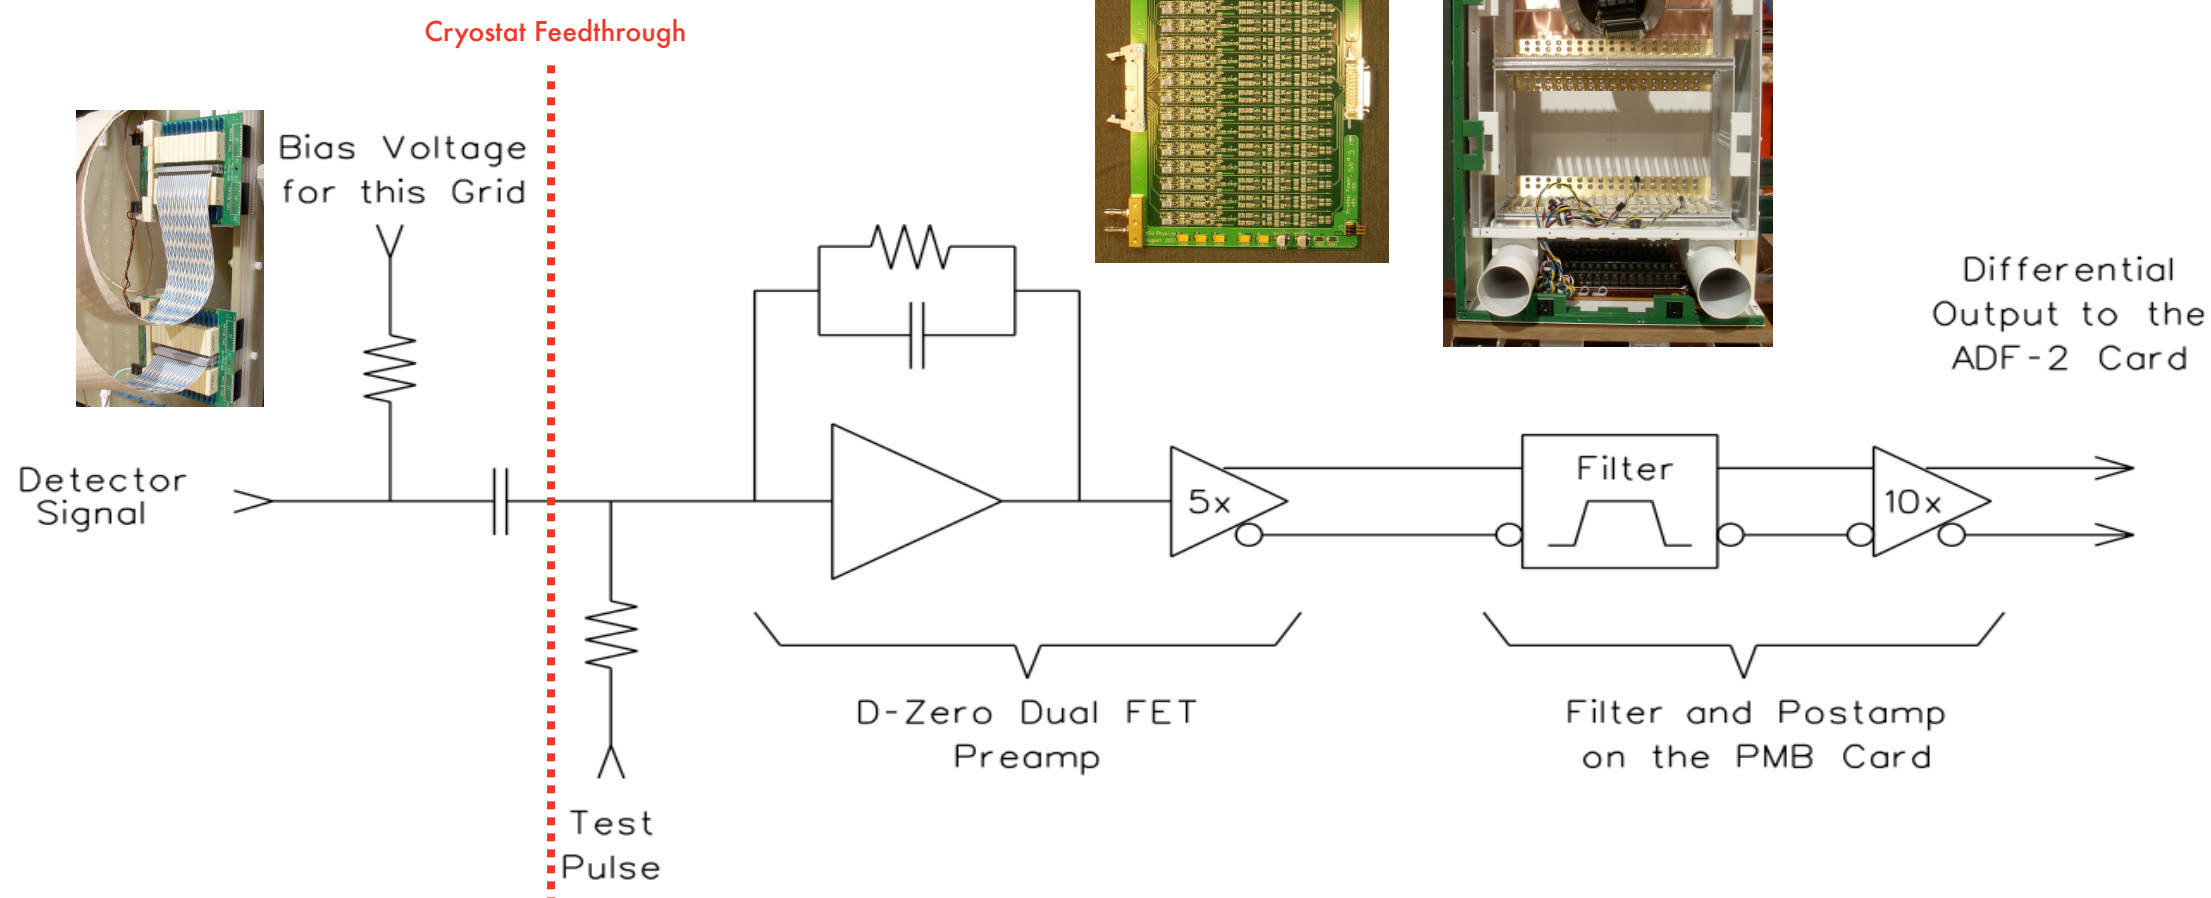 Cryostat Feedthrough
Bias Voltage
for this Grid
Detector
Signal
Test
Pulse
5x
D-Zero Dual FET
Preamp
Filter
10x
Filter and Postamp
on the PMB Card
Differential
Output to the
ADF-2 Card